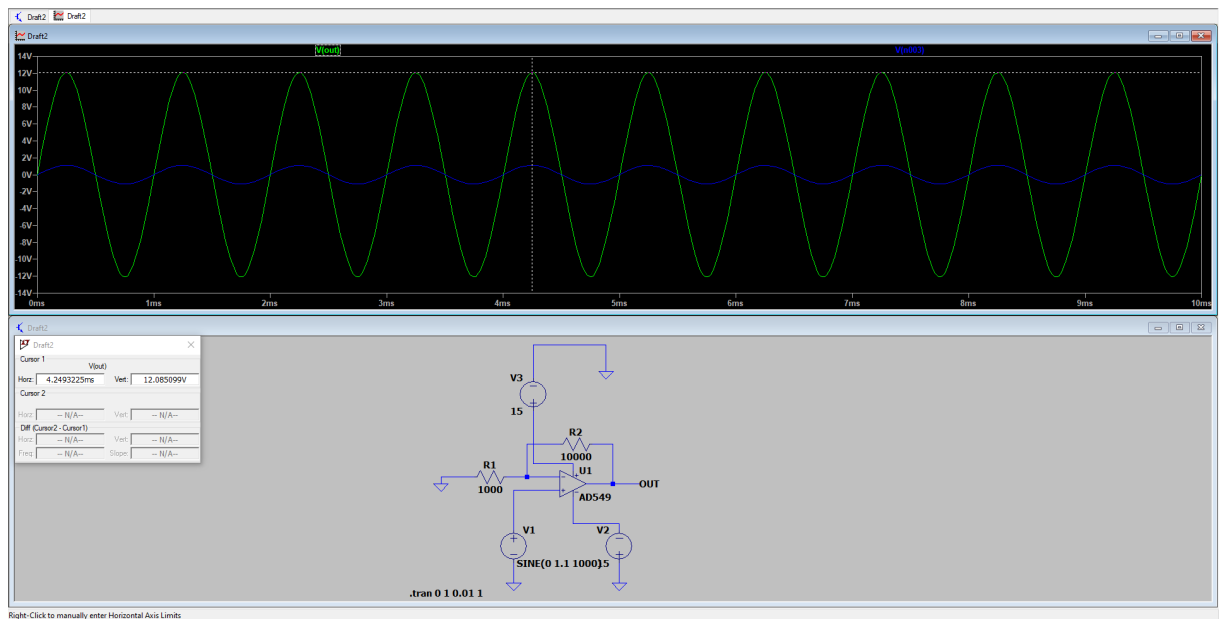 Draft2 Draft2
Draft2
V(out) V(n003)
14V
12V
10V
8V
6V
4V
2V
0V
-2V
-4V
-6V
-8V
-10V
-12V
-14V
0ms 1ms 2ms 3ms 4ms 5ms 6ms 7ms 8ms 9ms 10ms
Draft2
Draft2
Cursor 1
V(out)
Horz: 4.2493225ms Vert: 12.085099V
Cursor 2
Horz: -- N/A-- Vert: -- N/A--
Diff (Cursor2 - Cursor1)
Horz: -- N/A-- Vert: -- N/A--
Freq: -- N/A-- Slope: -- N/A--
V3
15
R2
10000
R1
1000
U1
AD549
OUT
V1
SINE(0 1.1 1000)
V2
15
.tran 0 1 0.01 1
Right-Click to manually enter Horizontal Axis Limits